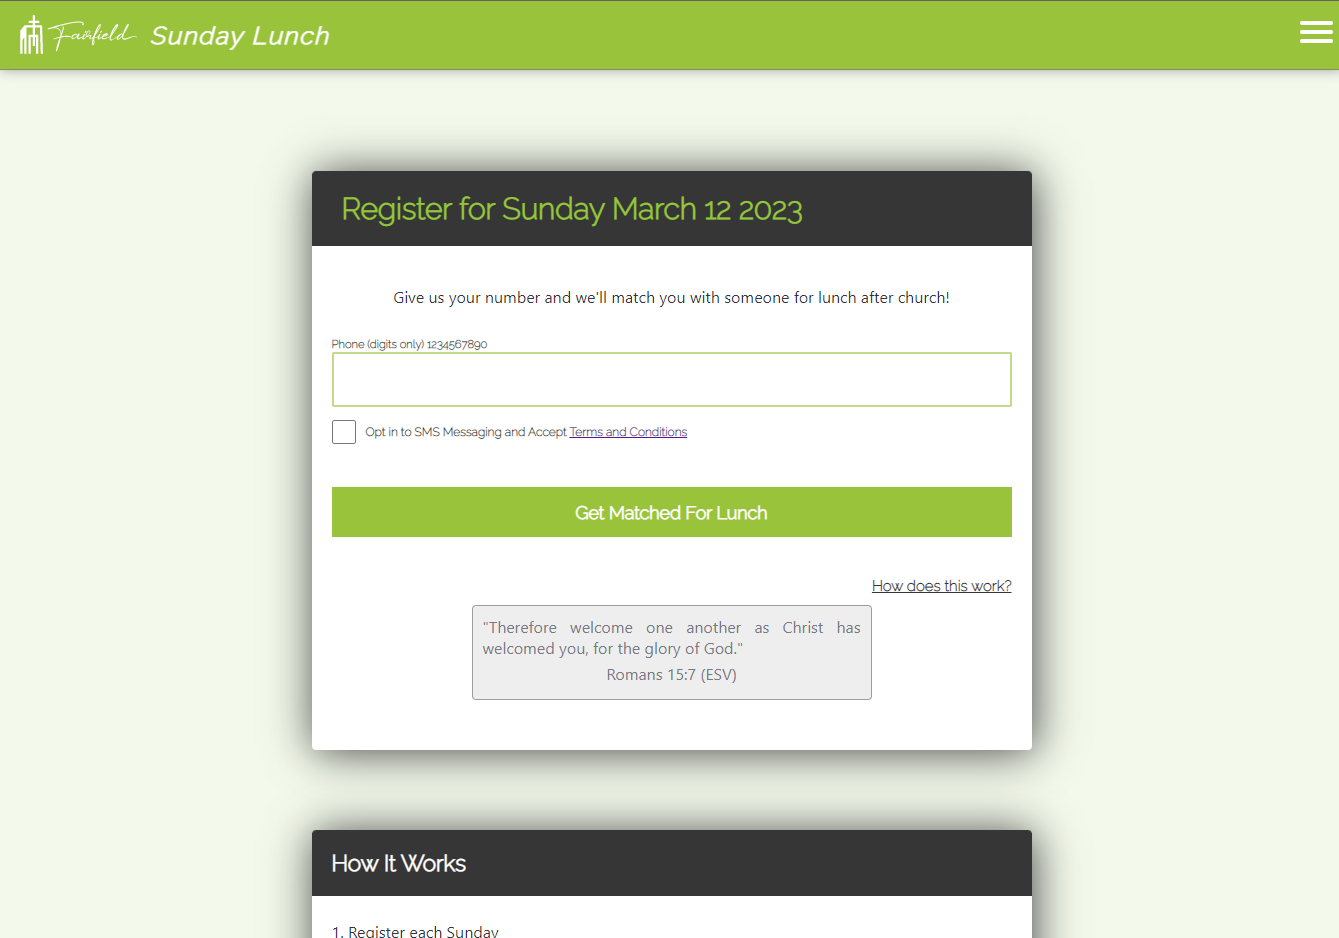 Fairfield Sunday Lunch
Register for Sunday March 12 2023
Give us your number and we'll match you with someone for lunch after church!
Phone (digits only) 1234567890
Opt in to SMS Messaging and Accept Terms and Conditions
Get Matched For Lunch
How does this work?
"Therefore welcome one another as Christ has
welcomed you, for the glory of God."
Romans 15:7 (ESV)
How It Works
1. Register each Sunday